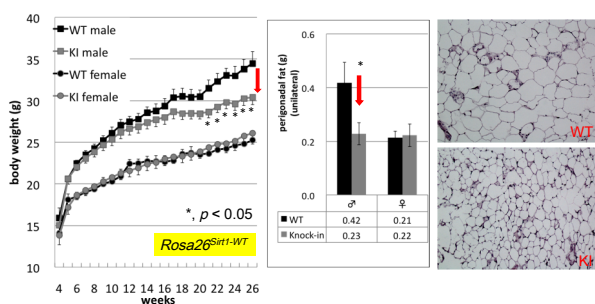 WT male
KI male
WT female
KI female
body weight (g)
40
35
30
25
20
15
10
*, p < 0.05
Rosa26Sirt1-WT
******
4 6 8 10 12 14 16 18 20 22 24 26
weeks
perigonadal fat (g)
(unilateral)
0.6
0.4
0.2
0.0
*
♂ ♀
WT 0.42 0.21
Knock-in 0.23 0.22
WT
KI